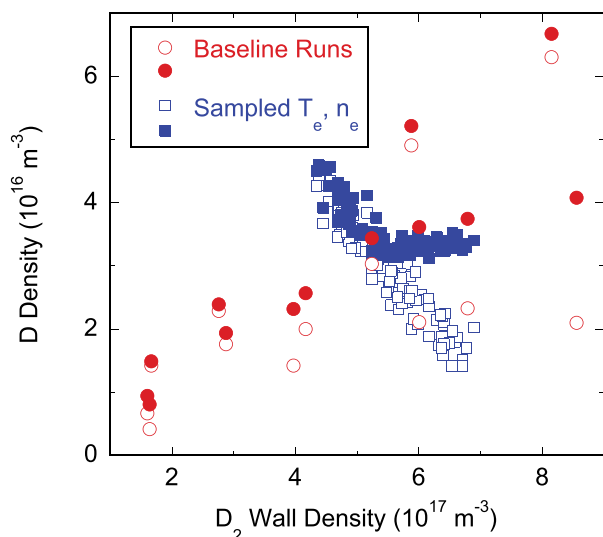 Baseline Runs
Sampled Tₑ, nₑ
6
4
2
0
D Density (10¹⁶ m⁻³)
2
4
6
8
D₂ Wall Density (10¹⁷ m⁻³)